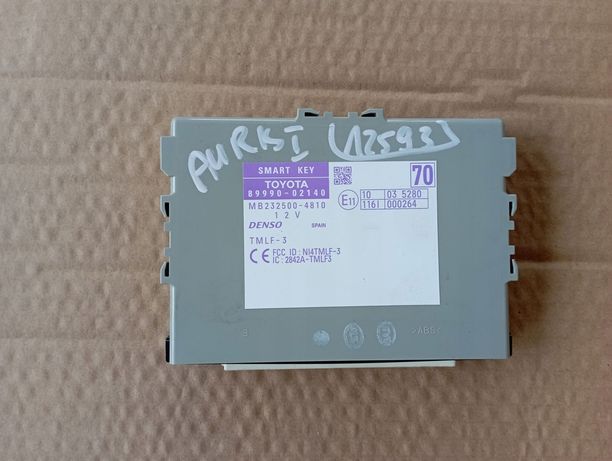 AURIS I (12593)
SMART KEY
TOYOTA
89990-02140
70
MB232500-4810
12V
E11
10 03 5280
116I 000264
DENSO SPAIN
TMLF-3
CE FCC ID : NI4TMLF-3
IC : 2842A-TMLF3
>ABS<